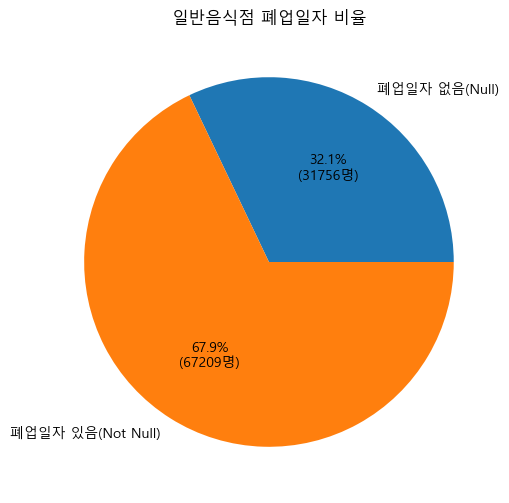 일반음식점 폐업일자 비율
폐업일자 없음(Null)
32.1%
(31756명)
67.9%
(67209명)
폐업일자 있음(Not Null)